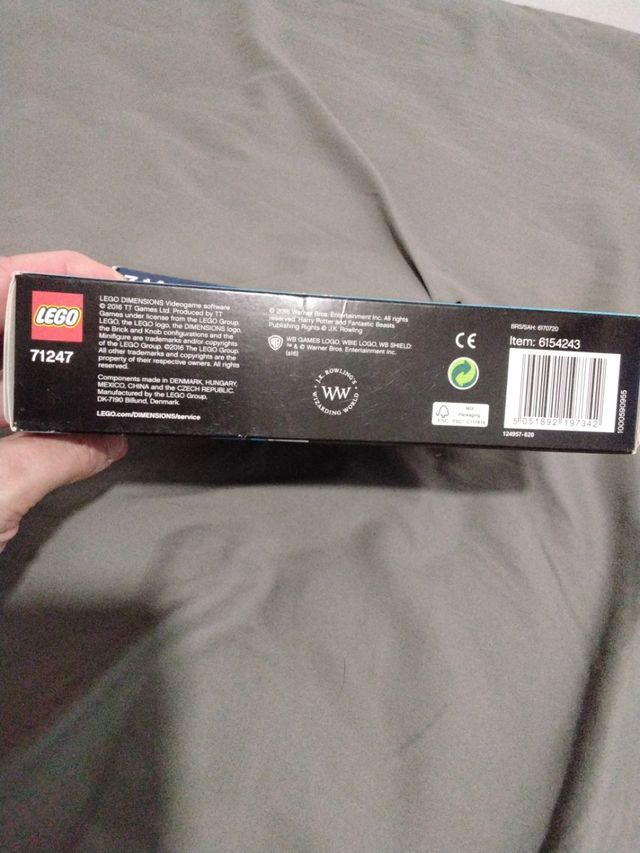 LEGO
71247
LEGO DIMENSIONS Videogame software
© 2016 TT Games Ltd. Produced by TT
Games under license from the LEGO Group.
LEGO, the LEGO logo, the DIMENSIONS logo,
the Brick and Knob configurations and the
Minifigure are trademarks and/or copyrights
of the LEGO Group. ©2016 The LEGO Group.
All other trademarks and copyrights are the
property of their respective owners. All rights
reserved.
Components made in DENMARK, HUNGARY,
MEXICO, CHINA and the CZECH REPUBLIC.
Manufactured by the LEGO Group,
DK-7190 Billund, Denmark.
LEGO.com/DIMENSIONS/service
© 2016 Warner Bros. Entertainment Inc. All rights
reserved. Harry Potter and Fantastic Beasts
Publishing Rights © J.K. Rowling
WB GAMES LOGO, WBIE LOGO, WB SHIELD:
™ & © Warner Bros. Entertainment Inc.
(s16)
J.K. ROWLING'S
WW
WIZARDING WORLD
CE
MIX
Packaging
FSC
BRS/SAH: 6170720
Item: 6154243
5 051892 197342
124957-620
1000590955